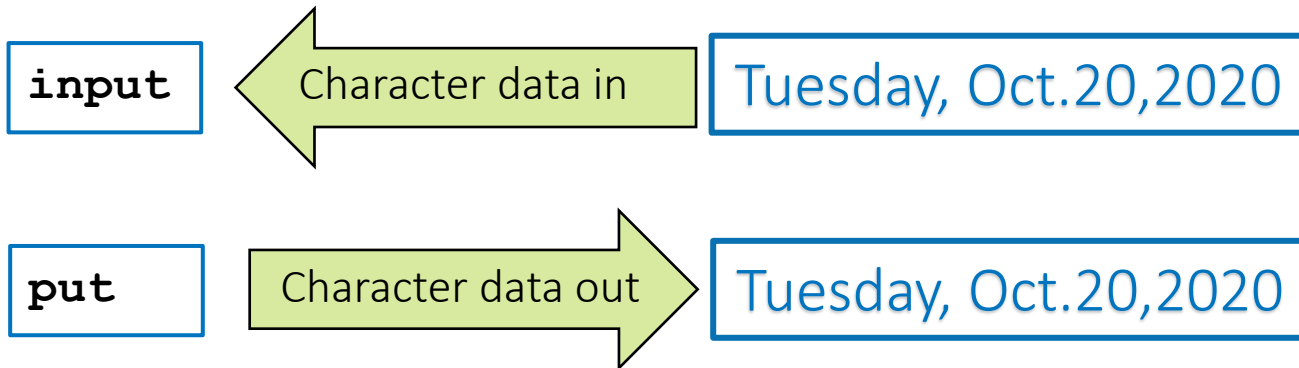 input
Character data in
Tuesday, Oct.20,2020
put
Character data out
Tuesday, Oct.20,2020